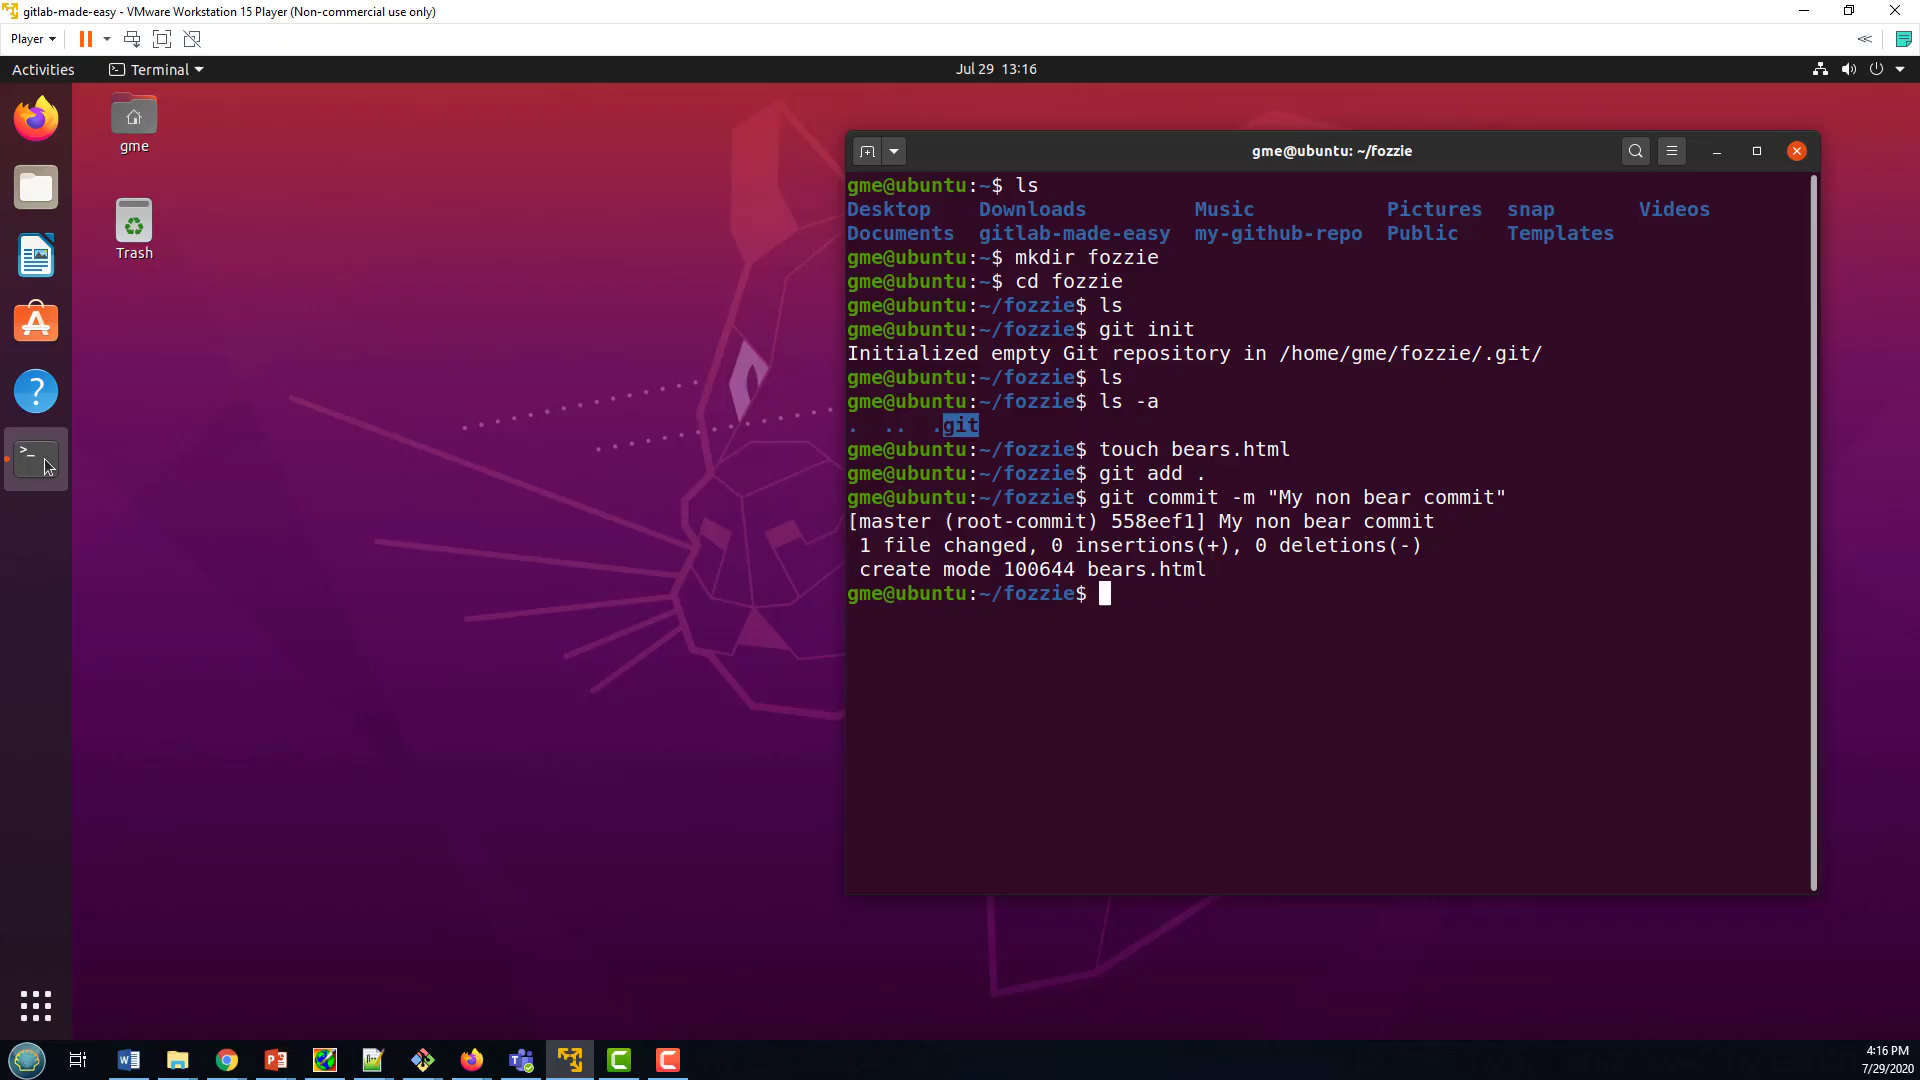 gitlab-made-easy - VMware Workstation 15 Player (Non-commercial use only)
Player
Activities Terminal Jul 29 13:16
gme
Trash
gme@ubuntu: ~/fozzie
gme@ubuntu:~$ ls
Desktop Downloads Music Pictures snap Videos
Documents gitlab-made-easy my-github-repo Public Templates
gme@ubuntu:~$ mkdir fozzie
gme@ubuntu:~$ cd fozzie
gme@ubuntu:~/fozzie$ ls
gme@ubuntu:~/fozzie$ git init
Initialized empty Git repository in /home/gme/fozzie/.git/
gme@ubuntu:~/fozzie$ ls
gme@ubuntu:~/fozzie$ ls -a
. .. .git
gme@ubuntu:~/fozzie$ touch bears.html
gme@ubuntu:~/fozzie$ git add .
gme@ubuntu:~/fozzie$ git commit -m "My non bear commit"
[master (root-commit) 558eef1] My non bear commit
1 file changed, 0 insertions(+), 0 deletions(-)
create mode 100644 bears.html
gme@ubuntu:~/fozzie$
4:16 PM
7/29/2020